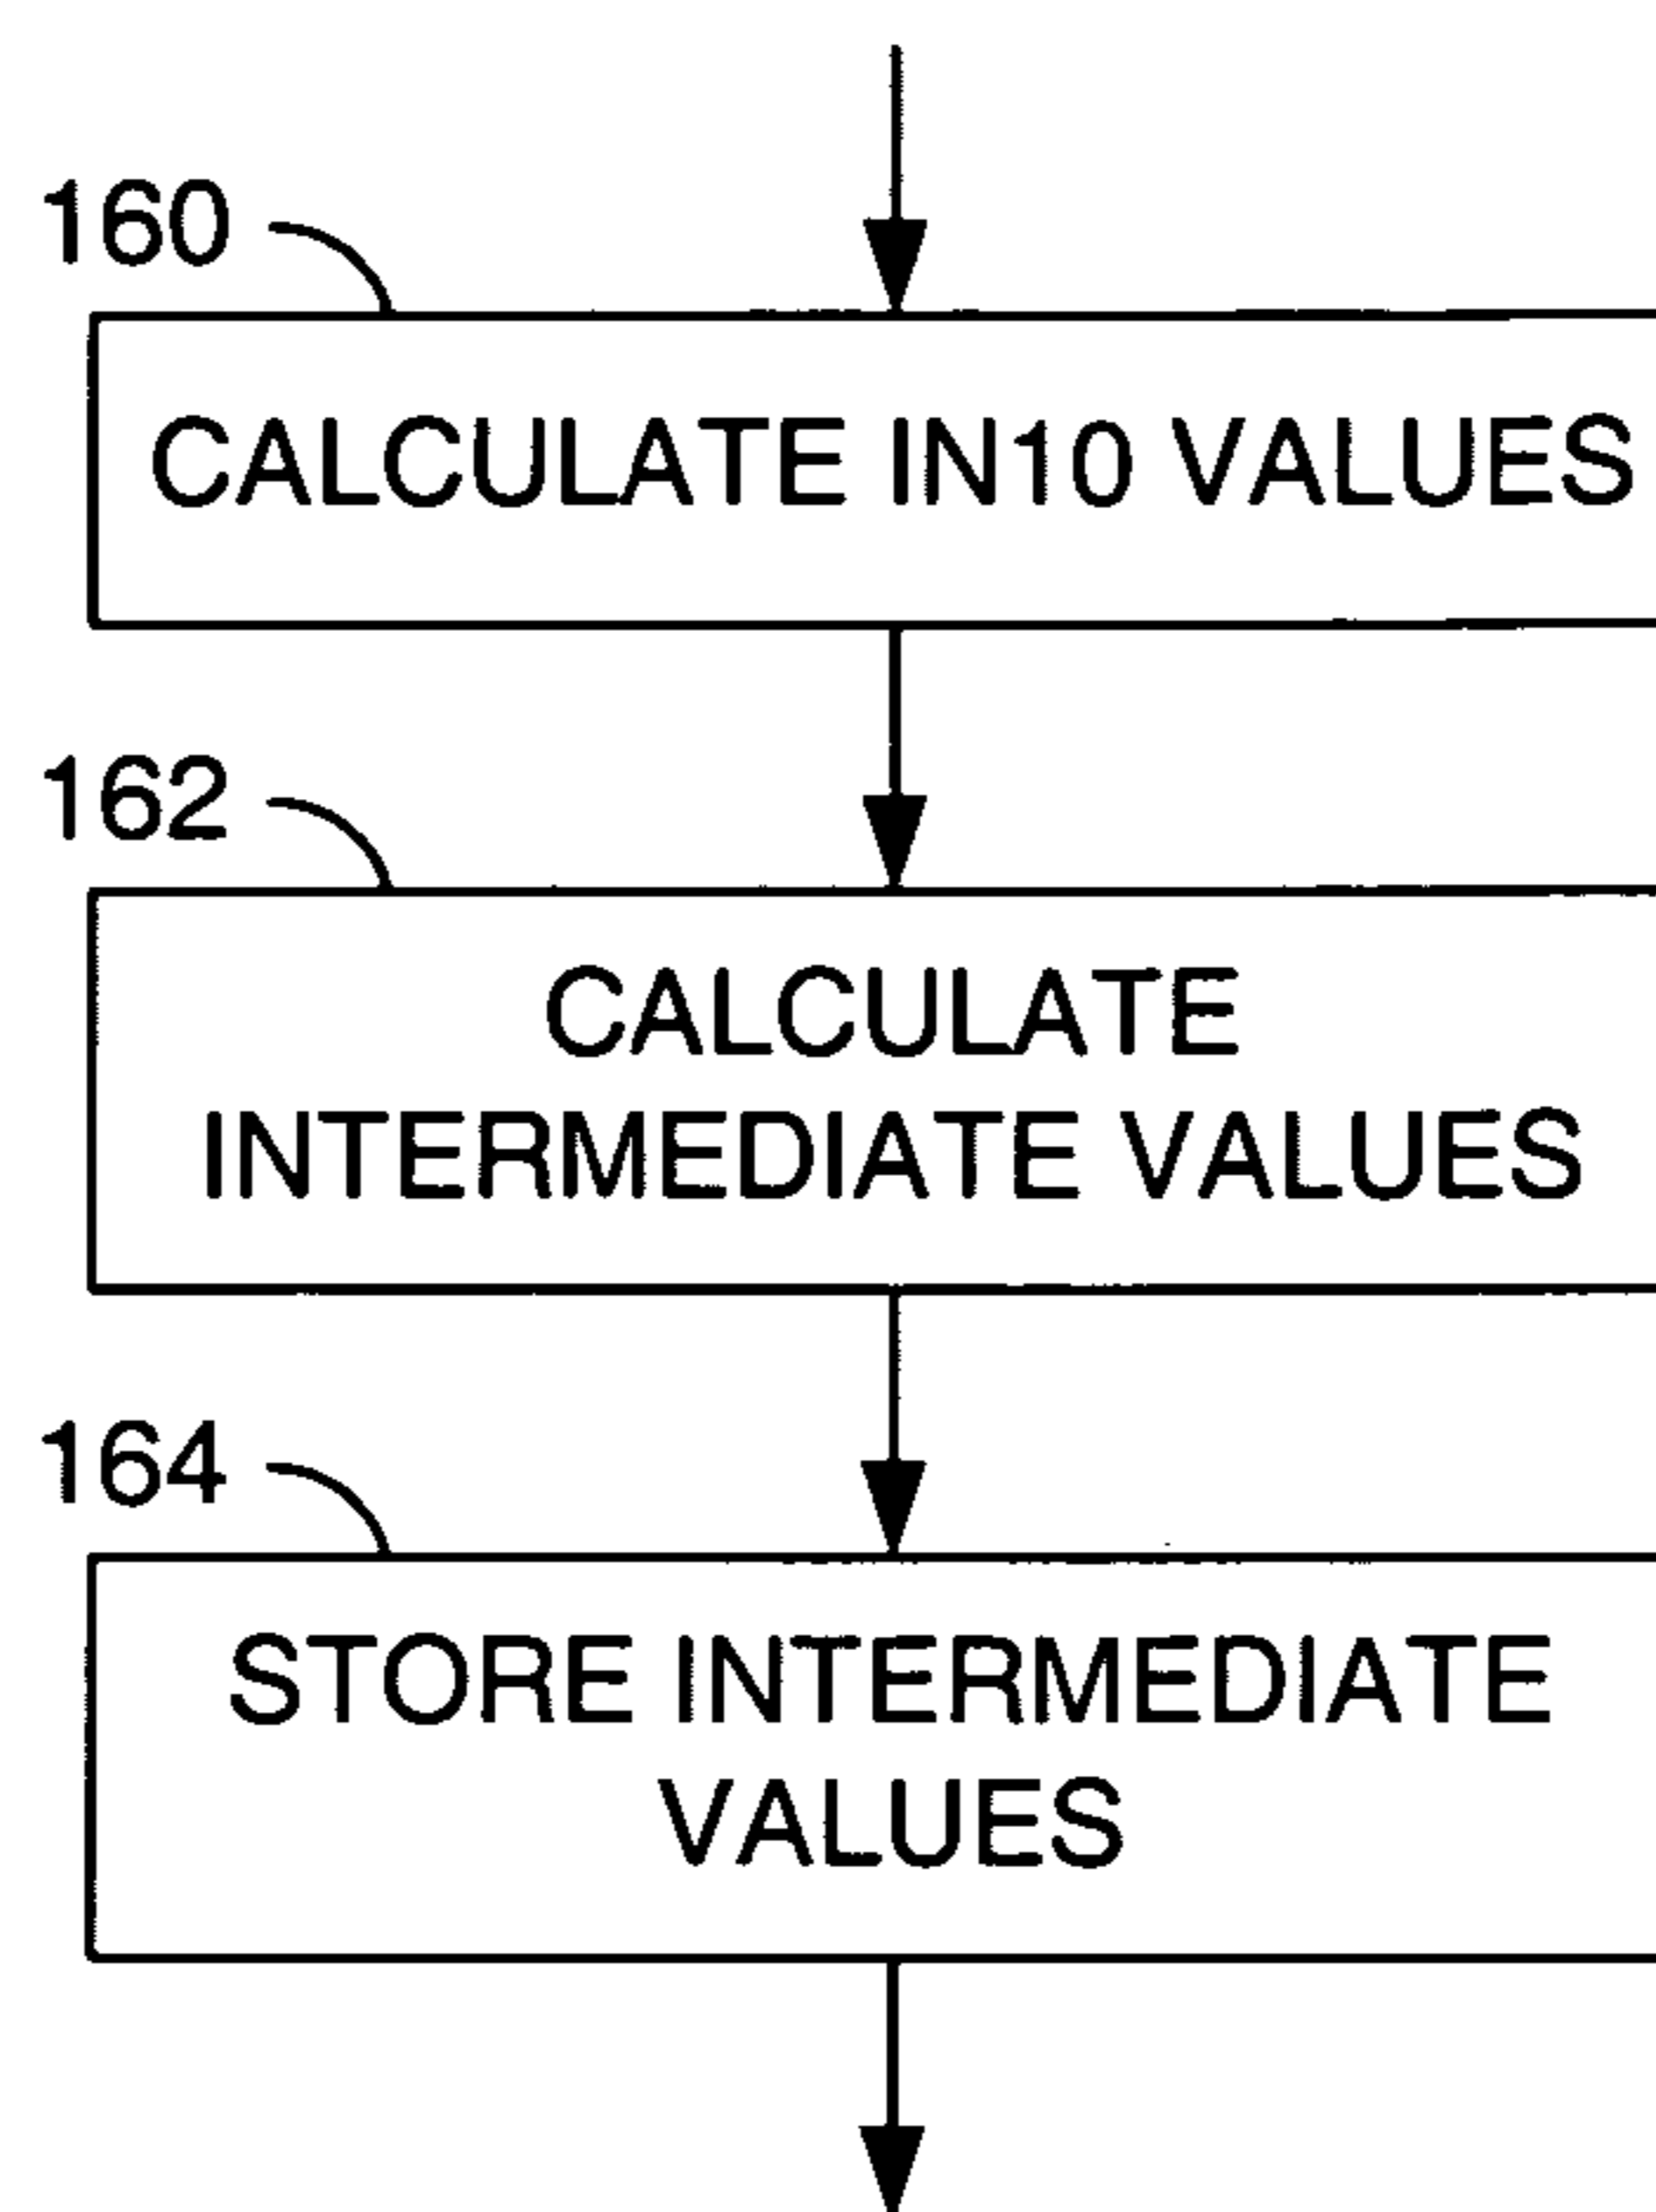 160
CALCULATE IN10 VALUES
162
CALCULATE
INTERMEDIATE VALUES
164
STORE INTERMEDIATE
VALUES